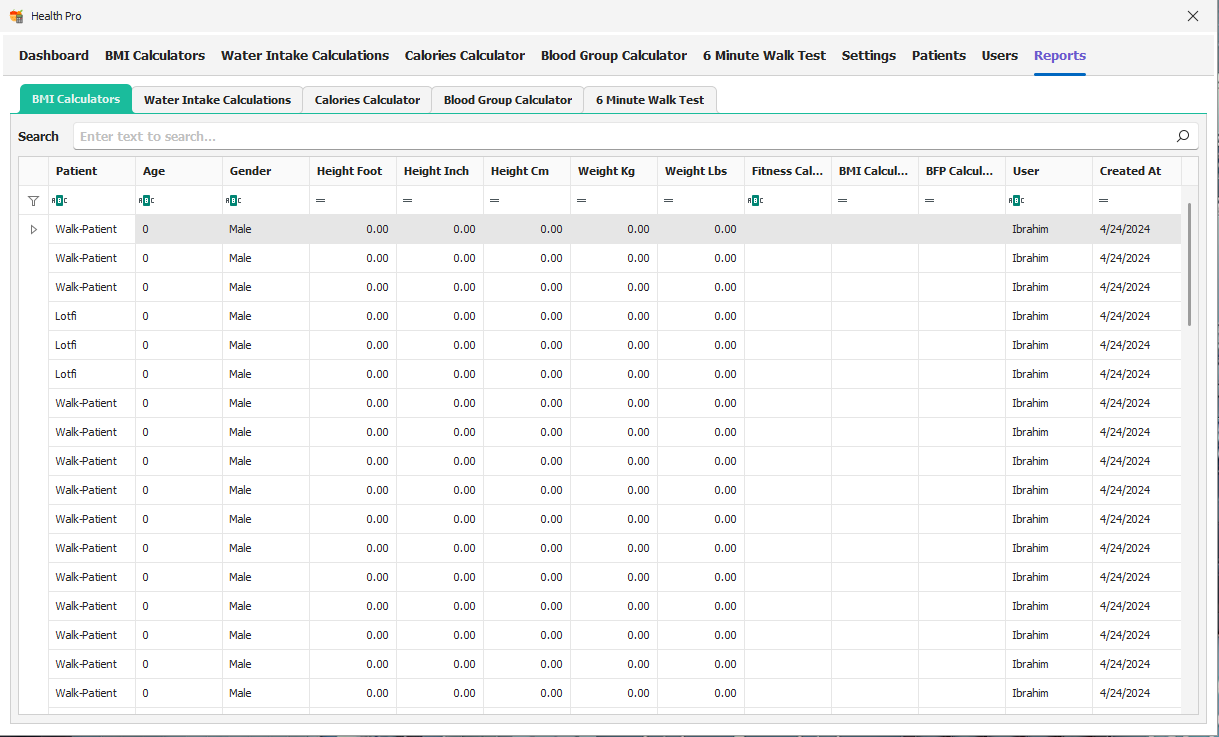 Health Pro
Dashboard BMI Calculators Water Intake Calculations Calories Calculator Blood Group Calculator 6 Minute Walk Test Settings Patients Users Reports
BMI Calculators Water Intake Calculations Calories Calculator Blood Group Calculator 6 Minute Walk Test
Search Enter text to search...
Patient Age Gender Height Foot Height Inch Height Cm Weight Kg Weight Lbs Fitness Cal... BMI Calcul... BFP Calcul... User Created At
ABC ABC ABC = = = = = ABC = = ABC =
Walk-Patient 0 Male 0.00 0.00 0.00 0.00 0.00 Ibrahim 4/24/2024
Walk-Patient 0 Male 0.00 0.00 0.00 0.00 0.00 Ibrahim 4/24/2024
Walk-Patient 0 Male 0.00 0.00 0.00 0.00 0.00 Ibrahim 4/24/2024
Lotfi 0 Male 0.00 0.00 0.00 0.00 0.00 Ibrahim 4/24/2024
Lotfi 0 Male 0.00 0.00 0.00 0.00 0.00 Ibrahim 4/24/2024
Lotfi 0 Male 0.00 0.00 0.00 0.00 0.00 Ibrahim 4/24/2024
Walk-Patient 0 Male 0.00 0.00 0.00 0.00 0.00 Ibrahim 4/24/2024
Walk-Patient 0 Male 0.00 0.00 0.00 0.00 0.00 Ibrahim 4/24/2024
Walk-Patient 0 Male 0.00 0.00 0.00 0.00 0.00 Ibrahim 4/24/2024
Walk-Patient 0 Male 0.00 0.00 0.00 0.00 0.00 Ibrahim 4/24/2024
Walk-Patient 0 Male 0.00 0.00 0.00 0.00 0.00 Ibrahim 4/24/2024
Walk-Patient 0 Male 0.00 0.00 0.00 0.00 0.00 Ibrahim 4/24/2024
Walk-Patient 0 Male 0.00 0.00 0.00 0.00 0.00 Ibrahim 4/24/2024
Walk-Patient 0 Male 0.00 0.00 0.00 0.00 0.00 Ibrahim 4/24/2024
Walk-Patient 0 Male 0.00 0.00 0.00 0.00 0.00 Ibrahim 4/24/2024
Walk-Patient 0 Male 0.00 0.00 0.00 0.00 0.00 Ibrahim 4/24/2024
Walk-Patient 0 Male 0.00 0.00 0.00 0.00 0.00 Ibrahim 4/24/2024